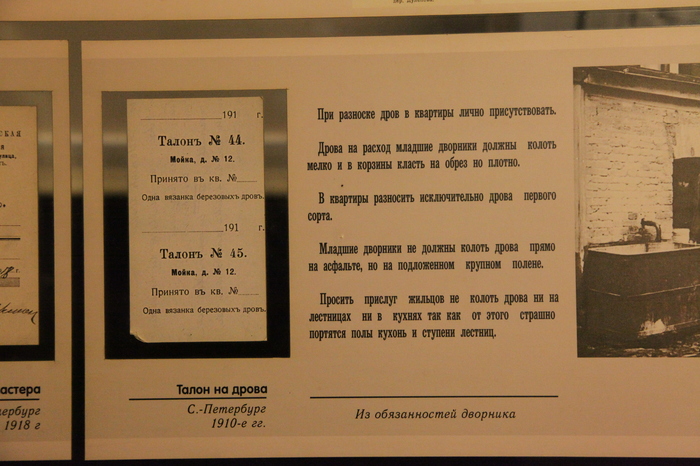 СКАЯ
астера
ербург
1918 г
191 г.
Талонъ № 44.
Мойка, д. № 12.
Принято въ кв. №
Одна вязанка березовыхъ дровъ.
191 г.
Талонъ № 45.
Мойка, д. № 12.
Принято въ кв. №
Одна вязанка березовыхъ дровъ.
Талон на дрова
С.-Петербург
1910-е гг.
При разноске дров в квартиры лично присутствовать.
Дрова на расход младшие дворники должны колоть
мелко и в корзины класть на обрез но плотно.
В квартиры разносить исключительно дрова первого
сорта.
Младшие дворники не должны колоть дрова прямо
на асфальте, но на подложенном крупном полене.
Просить прислуг жильцов не колоть дрова ни на
лестницах ни в кухнях так как от этого страшно
портятся полы кухонь и ступени лестниц.
Из обязанностей дворника